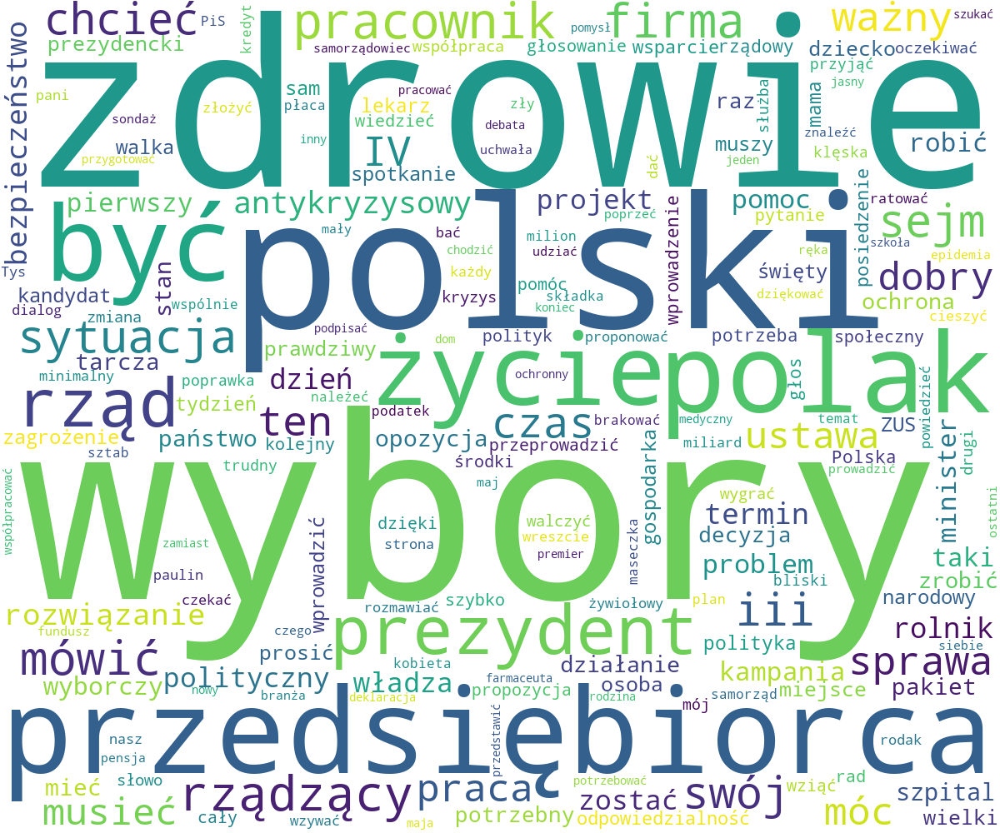 chcieć
PiS
kredyt
pracownik
firma
ważny
szukać
prezydencki
samorządowiec
współpraca
pomysł
głosowanie
wsparcie
rządowy
dziecko
oczekiwać
bezpieczeństwo
zdrowie
przyjąć
jasny
pani
sam
płaca
pracować
lekarz
zły
raz
służba
mama
złożyć
sondaż
wiedzieć
debata
znaleźć
walka
inny
IV
uchwała
muszy
klęska
robić
przygotować
spotkanie
dać
jeden
pierwszy
antykryzysowy
projekt
pomoc
posiedzenie
ratować
sejm
być
polski
poprzeć
wprowadzenie
pytanie
mały
bać
milion
szkoła
chodzić
udziać
ręka
epidemia
Tys
stan
każdy
święty
dobry
kandydat
wspólnie
kryzys
pomóc
składka
dziękować
ochrona
dialog
zmiana
koniec
cieszyć
sytuacja
podpisać
dom
polityk
proponować
potrzeba
społeczny
prawdziwy
tarcza
minimalny
poprawka
dzień
życie
polak
ochronny
głos
powiedzieć
rząd
należeć
tydzień
ten
podatek
czas
brakować
medyczny
temat
ZUS
zagrożenie
państwo
kolejny
opozycja
przeprowadzić
miliard
ustawa
minister
drugi
sztab
trudny
środki
gospodarka
Polska
prowadzić
współpracować
wybory
maj
wygrać
ostatni
dzięki
walczyć
termin
strona
wreszcie
decyzja
zamiast
premier
maseczka
problem
taki
paulin
bliski
zrobić
czekać
wprowadzić
szybko
żywiołowy
plan
iii
narodowy
rozwiązanie
rozmawiać
fundusz
czego
prezydent
rolnik
prosić
polityka
siebie
mówić
kobieta
działanie
kampania
sprawa
polityczny
władza
farmaceuta
wyborczy
nowy
branża
deklaracja
propozycja
osoba
rodzina
samorząd
miejsce
pakiet
mój
przedsiębiorca
przedstawić
nasz
rodak
pensja
mieć
słowo
rządzący
praca
potrzebować
zostać
swój
wziąć
rad
szpital
musieć
cały
wzywać
maja
potrzebny
odpowiedzialność
móc
wielki